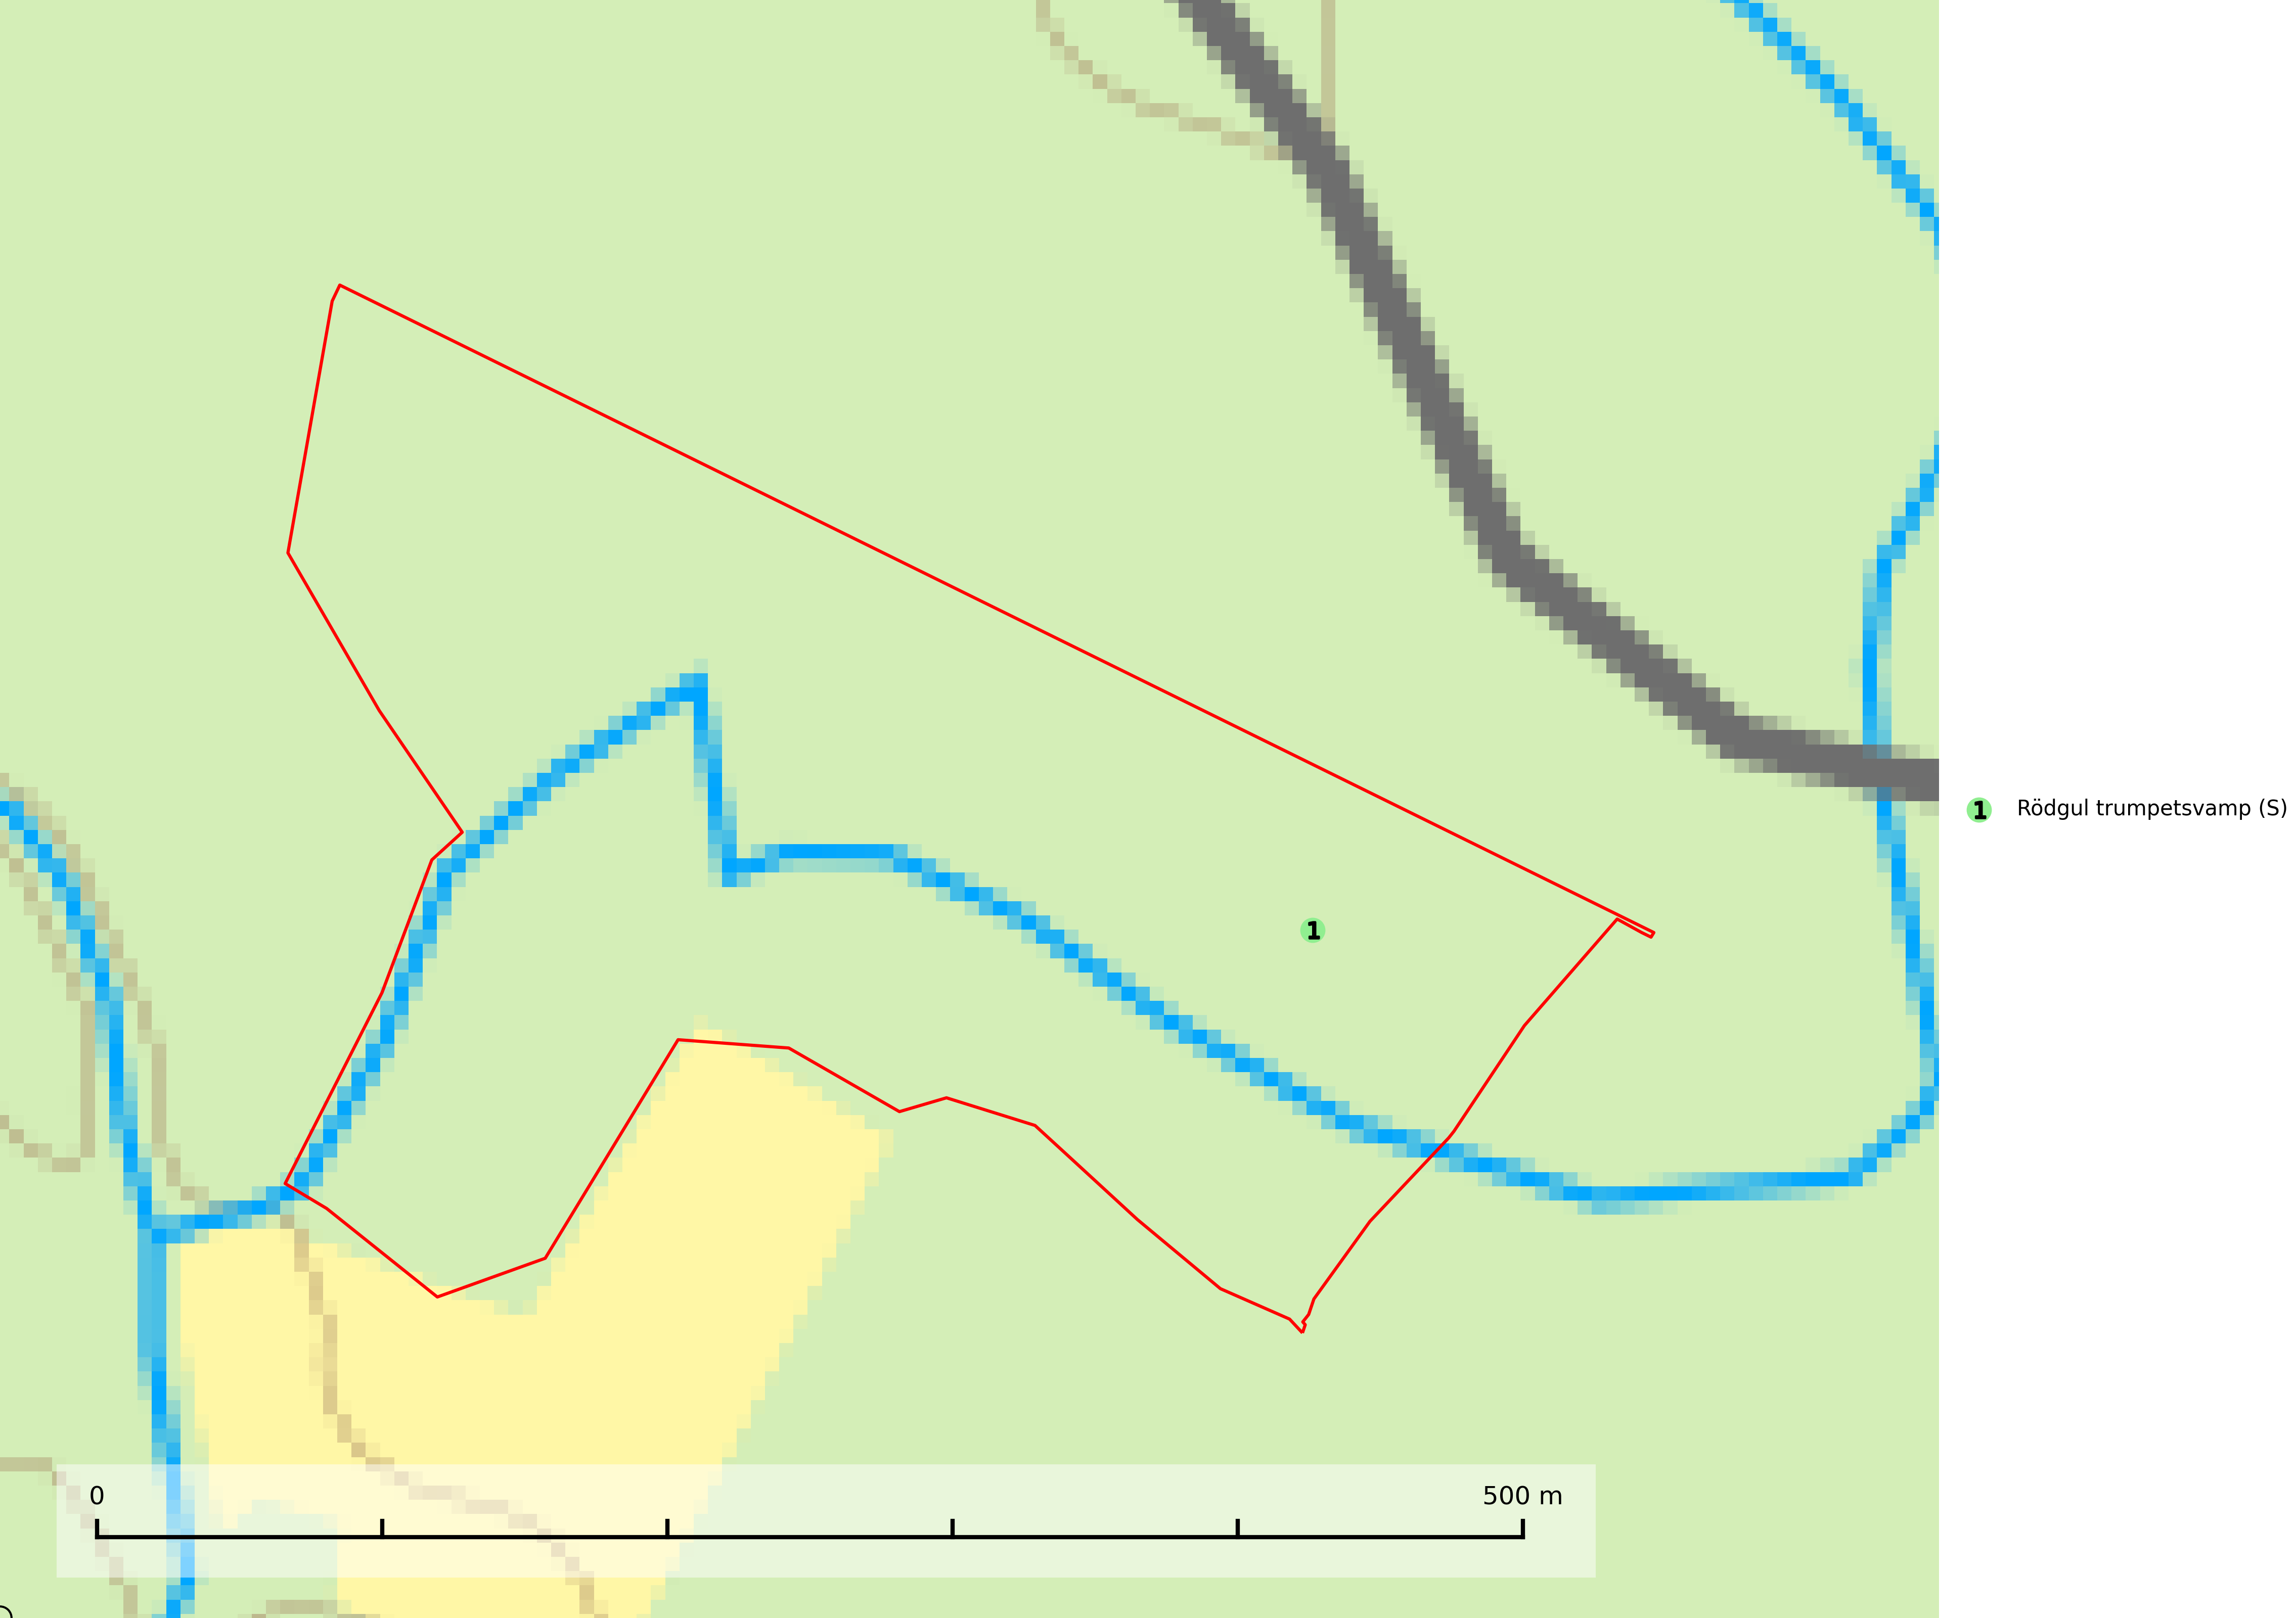 1
1 Rödgul trumpetsvamp (S)
0 500 m